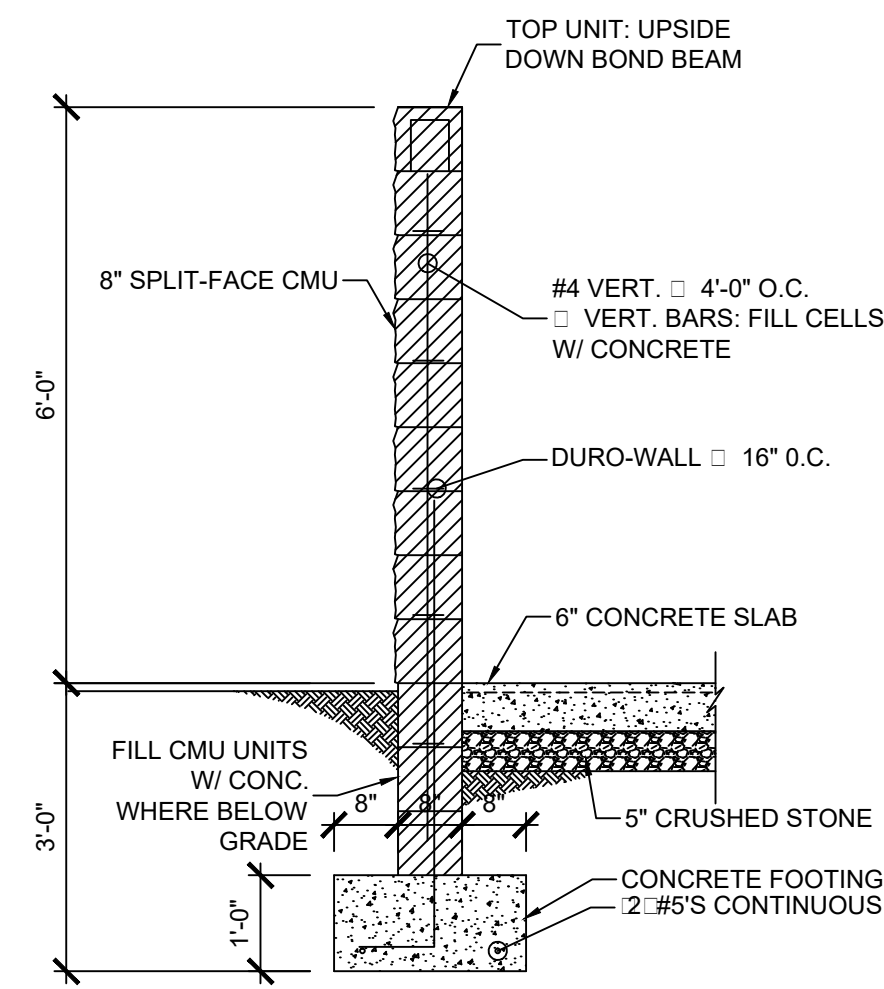 TOP UNIT: UPSIDE
DOWN BOND BEAM
8" SPLIT-FACE CMU
#4 VERT. □ 4'-0" O.C.
□ VERT. BARS: FILL CELLS
W/ CONCRETE
6'-0"
DURO-WALL □ 16" 0.C.
6" CONCRETE SLAB
FILL CMU UNITS
W/ CONC.
WHERE BELOW
GRADE
8" 8" 8"
5" CRUSHED STONE
3'-0"
1'-0"
CONCRETE FOOTING
□2□#5'S CONTINUOUS